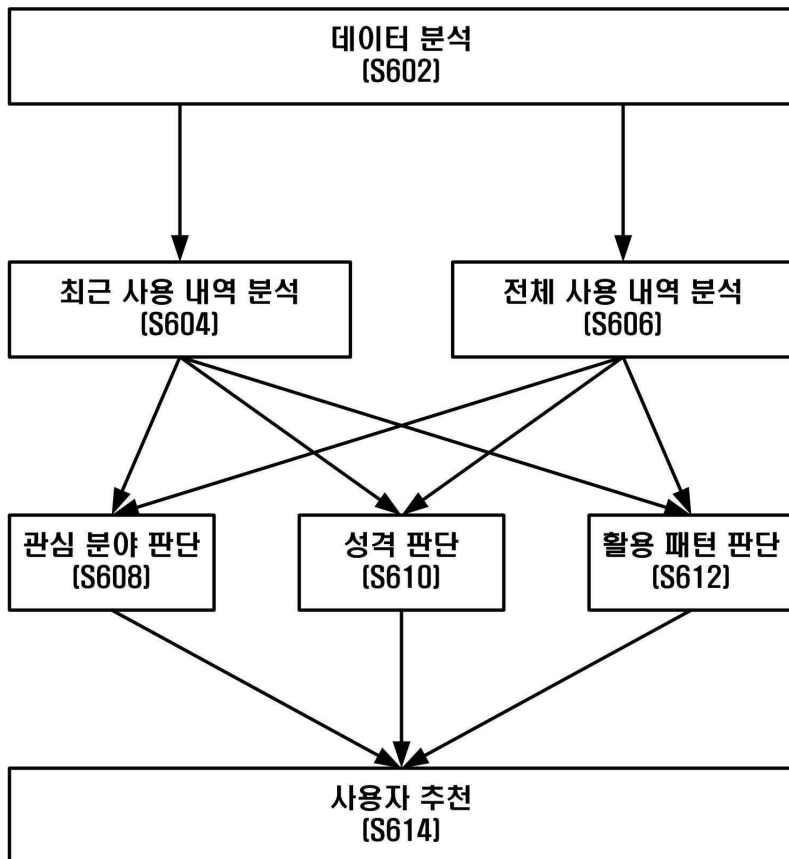 데이터 분석
(S602)
최근 사용 내역 분석
(S604)
전체 사용 내역 분석
(S606)
관심 분야 판단
(S608)
성격 판단
(S610)
활용 패턴 판단
(S612)
사용자 추천
(S614)